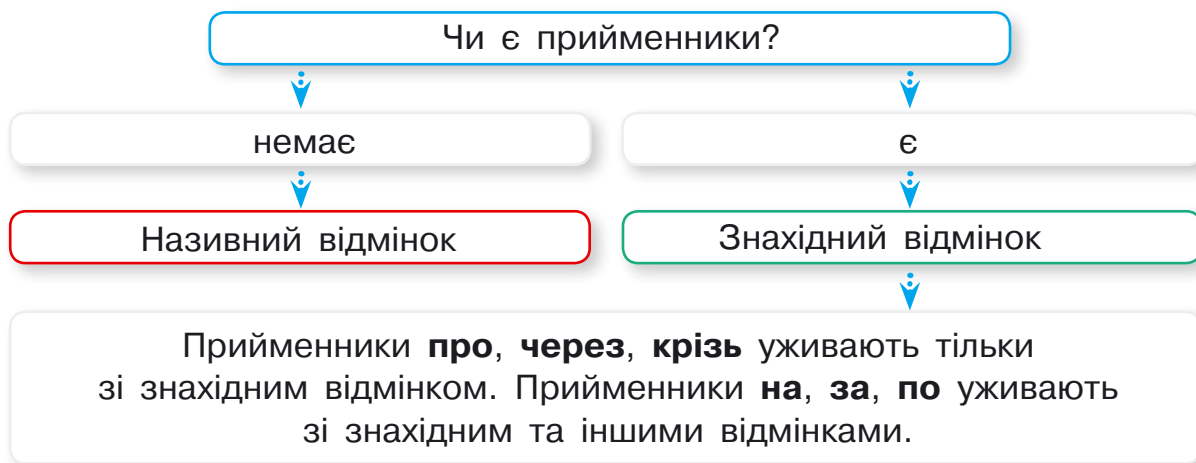 Чи є прийменники?
немає
є
Називний відмінок
Знахідний відмінок
Прийменники про, через, крізь уживають тільки
зі знахідним відмінком. Прийменники на, за, по уживають
зі знахідним та іншими відмінками.